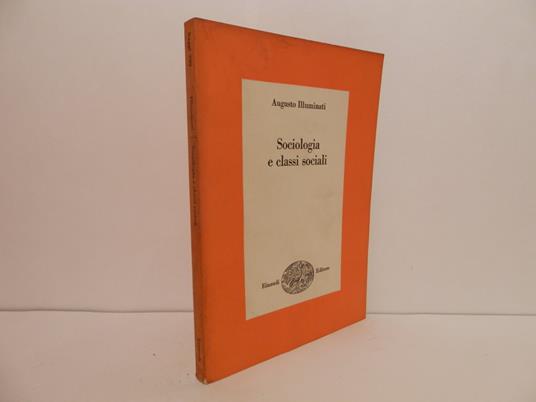 Augusto Illuminati
Sociologia
e classi sociali
Einaudi Editore